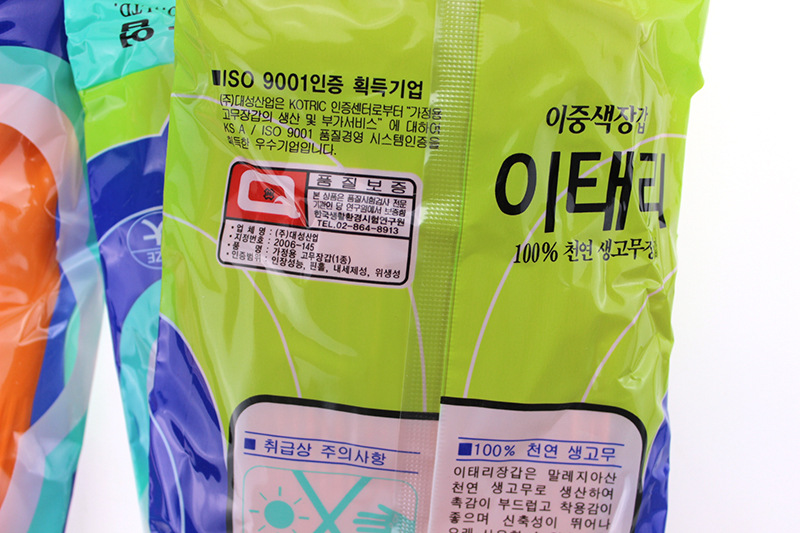 업
LTD.
■ISO 9001인증 획득기업
(주)대성산업은 KOTRIC 인증센터로부터 "가정용
고무장갑의 생산 및 부가서비스" 에 대하여
KS A / ISO 9001 품질경영 시스템인증을
획득한 우수기업입니다.
품질보증
본 상품은 품질시험검사 전문
기관의 당 연구원에서 보증함
한국생활환경시험연구원
TEL.02-864-8913
• 업 체 명 : (주)대성산업
• 지정번호 : 2006-145
• 품 명 : 가정용 고무장갑(1종)
• 인증범위 : 인장성능, 핀홀, 내세제성, 위생성
이중색장갑
이태리
100% 천연 생고무
■ 취급상 주의사항
■100% 천연 생고무
이태리장갑은 말레지아산
천연 생고무로 생산하여
촉감이 부드럽고 착용감이
좋으며 신축성이 뛰어나